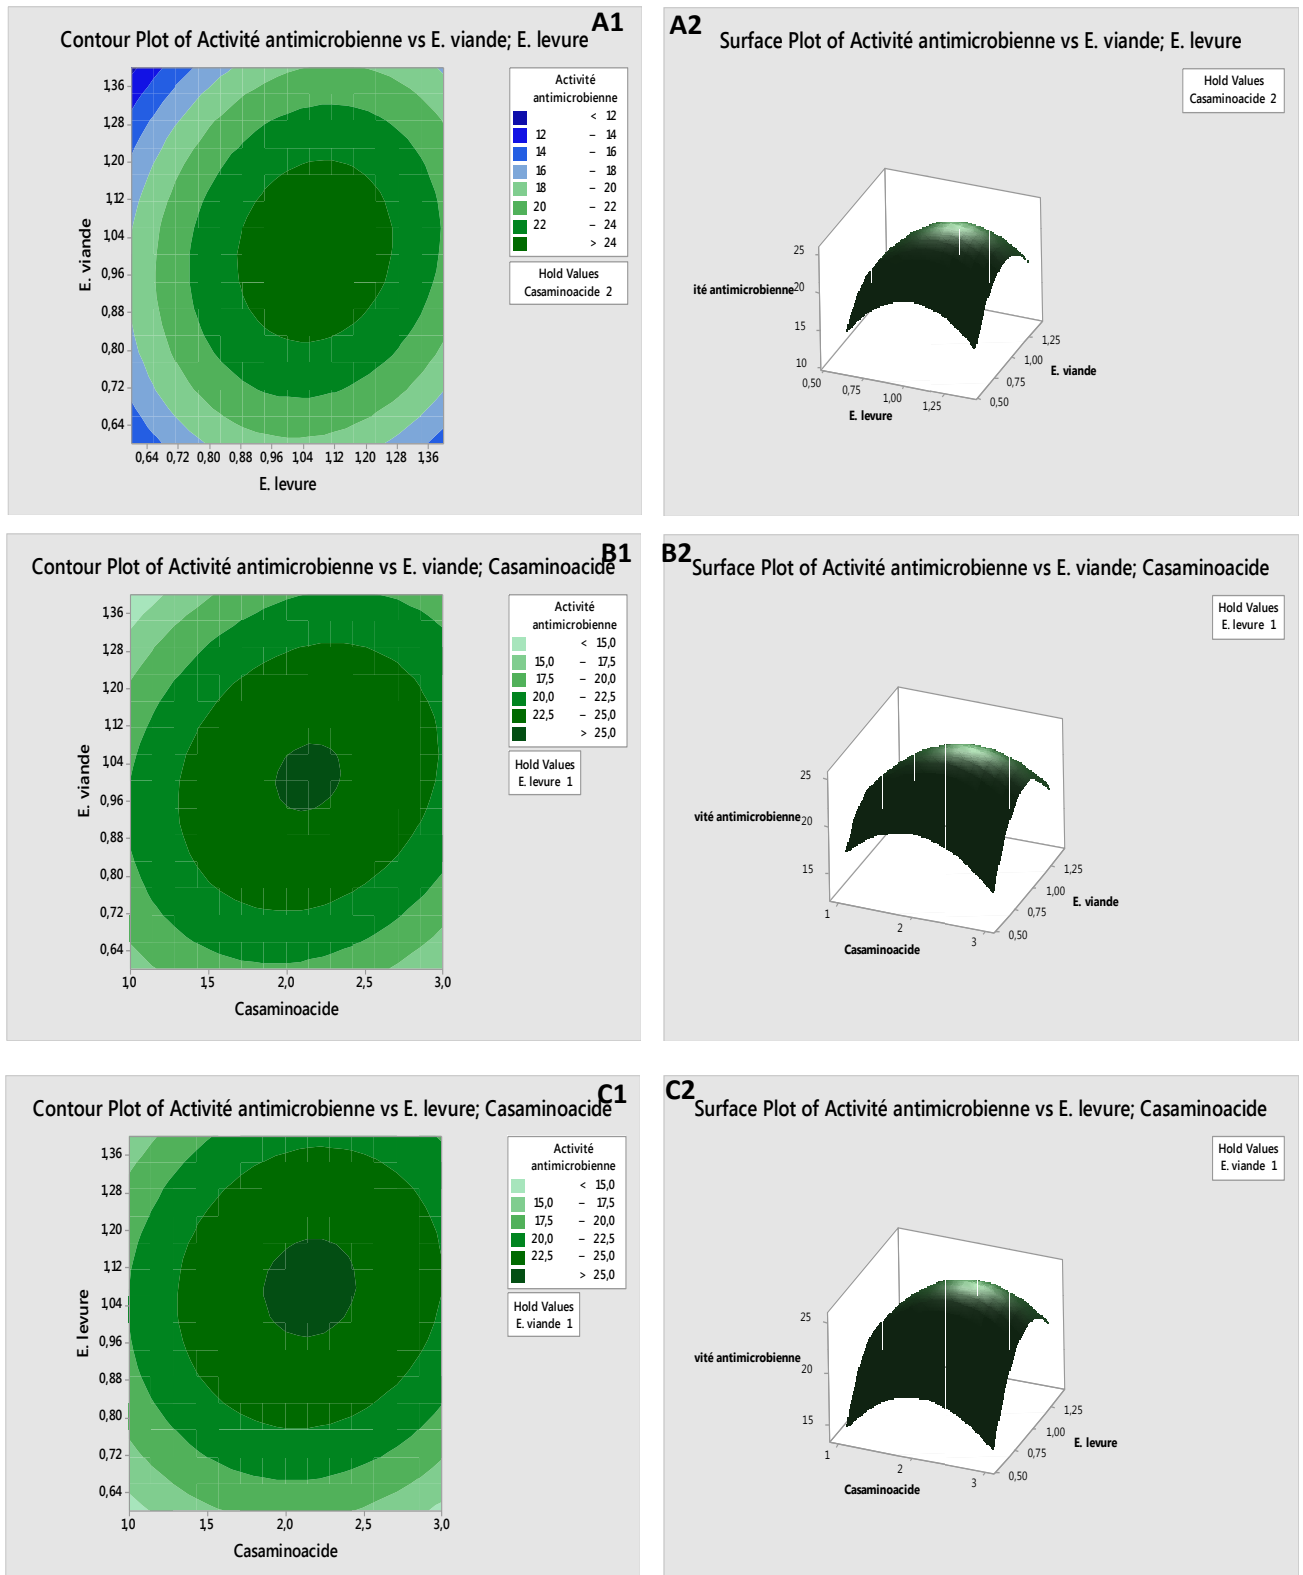 A1
Contour Plot of Activité antimicrobienne vs E. viande; E. levure
Activité
antimicrobienne
< 12
12 – 14
14 – 16
16 – 18
18 – 20
20 – 22
22 – 24
> 24
Hold Values
Casaminoacide 2
E. viande
1,36
1,28
1,20
1,12
1,04
0,96
0,88
0,80
0,72
0,64
0,64 0,72 0,80 0,88 0,96 1,04 1,12 1,20 1,28 1,36
E. levure
A2
Surface Plot of Activité antimicrobienne vs E. viande; E. levure
Hold Values
Casaminoacide 2
ité antimicrobienne
25
20
15
10
0,50 0,75 1,00 1,25
E. levure
0,50
0,75
1,00
1,25
E. viande
B1
Contour Plot of Activité antimicrobienne vs E. viande; Casaminoacide
Activité
antimicrobienne
< 15,0
15,0 – 17,5
17,5 – 20,0
20,0 – 22,5
22,5 – 25,0
> 25,0
Hold Values
E. levure 1
E. viande
1,36
1,28
1,20
1,12
1,04
0,96
0,88
0,80
0,72
0,64
1,0 1,5 2,0 2,5 3,0
Casaminoacide
B2
Surface Plot of Activité antimicrobienne vs E. viande; Casaminoacide
Hold Values
E. levure 1
vité antimicrobienne
25
20
15
1 2 3
Casaminoacide
0,50
0,75
1,00
1,25
E. viande
C1
Contour Plot of Activité antimicrobienne vs E. levure; Casaminoacide
Activité
antimicrobienne
< 15,0
15,0 – 17,5
17,5 – 20,0
20,0 – 22,5
22,5 – 25,0
> 25,0
Hold Values
E. viande 1
E. levure
1,36
1,28
1,20
1,12
1,04
0,96
0,88
0,80
0,72
0,64
1,0 1,5 2,0 2,5 3,0
Casaminoacide
C2
Surface Plot of Activité antimicrobienne vs E. levure; Casaminoacide
Hold Values
E. viande 1
vité antimicrobienne
25
20
15
1 2 3
Casaminoacide
0,50
0,75
1,00
1,25
E. levure